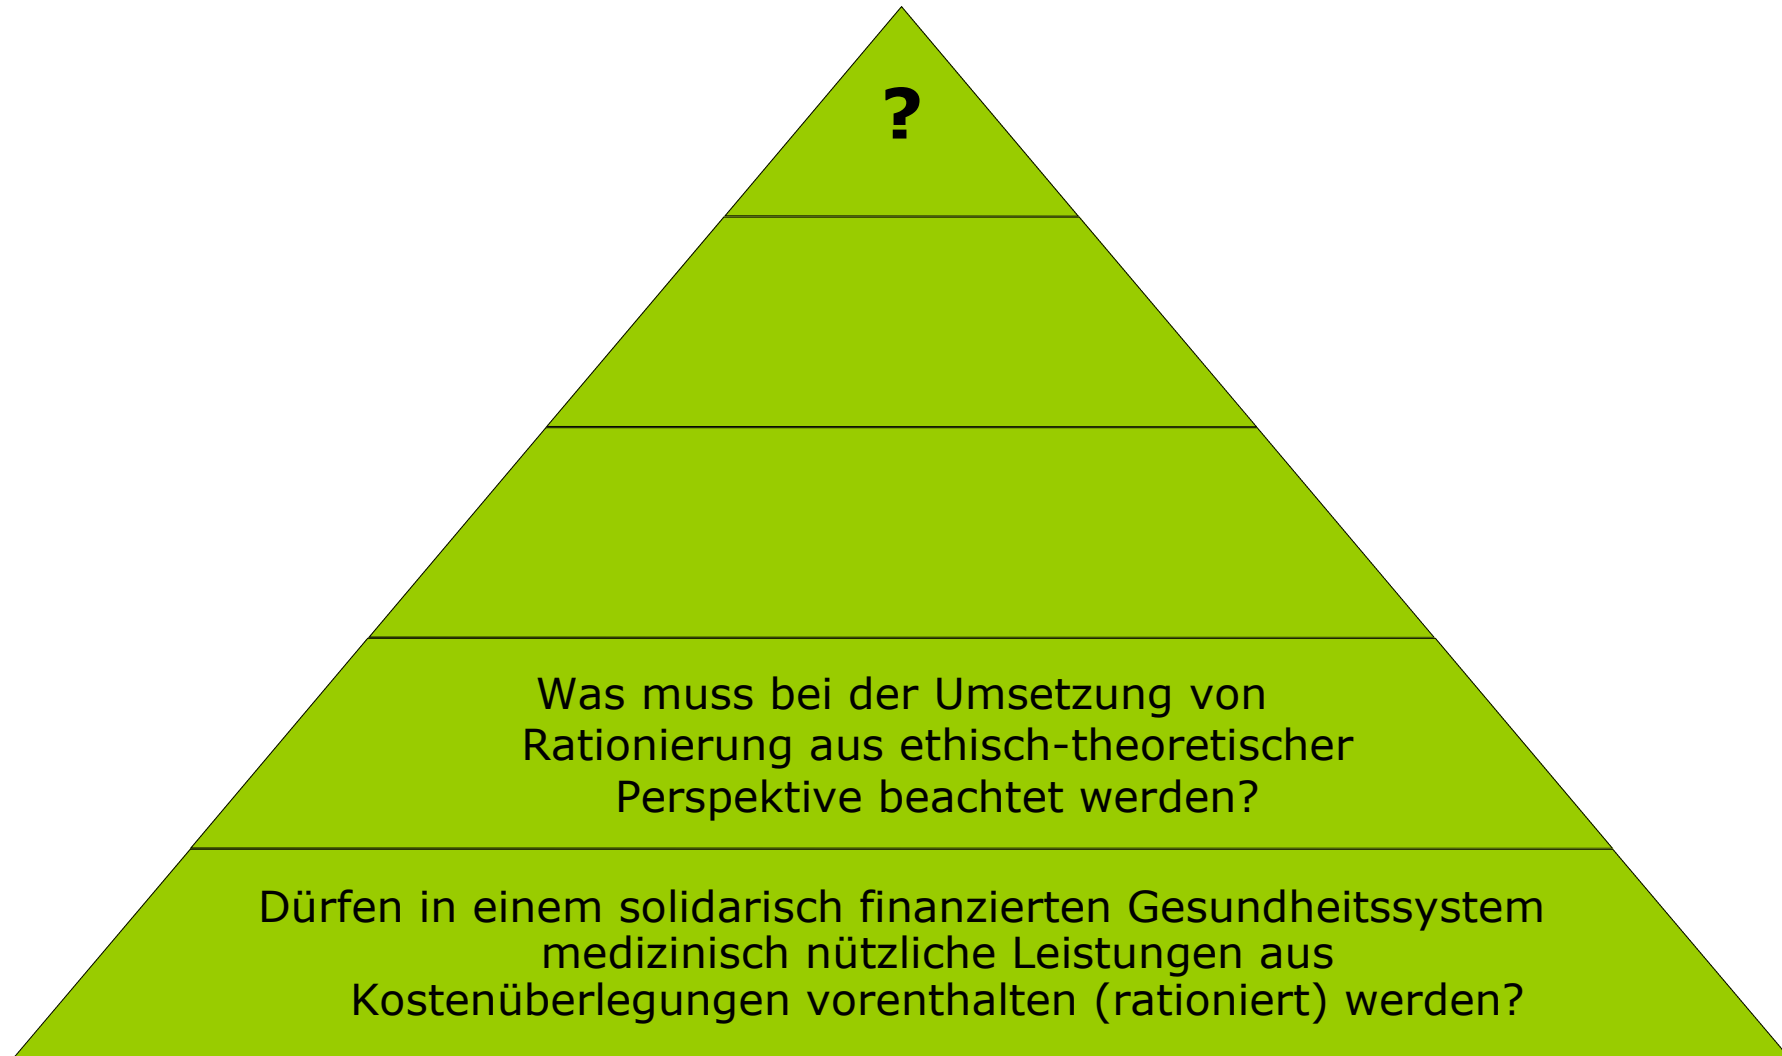 ?
Was muss bei der Umsetzung von
Rationierung aus ethisch-theoretischer
Perspektive beachtet werden?
Dürfen in einem solidarisch finanzierten Gesundheitssystem
medizinisch nützliche Leistungen aus
Kostenüberlegungen vorenthalten (rationiert) werden?